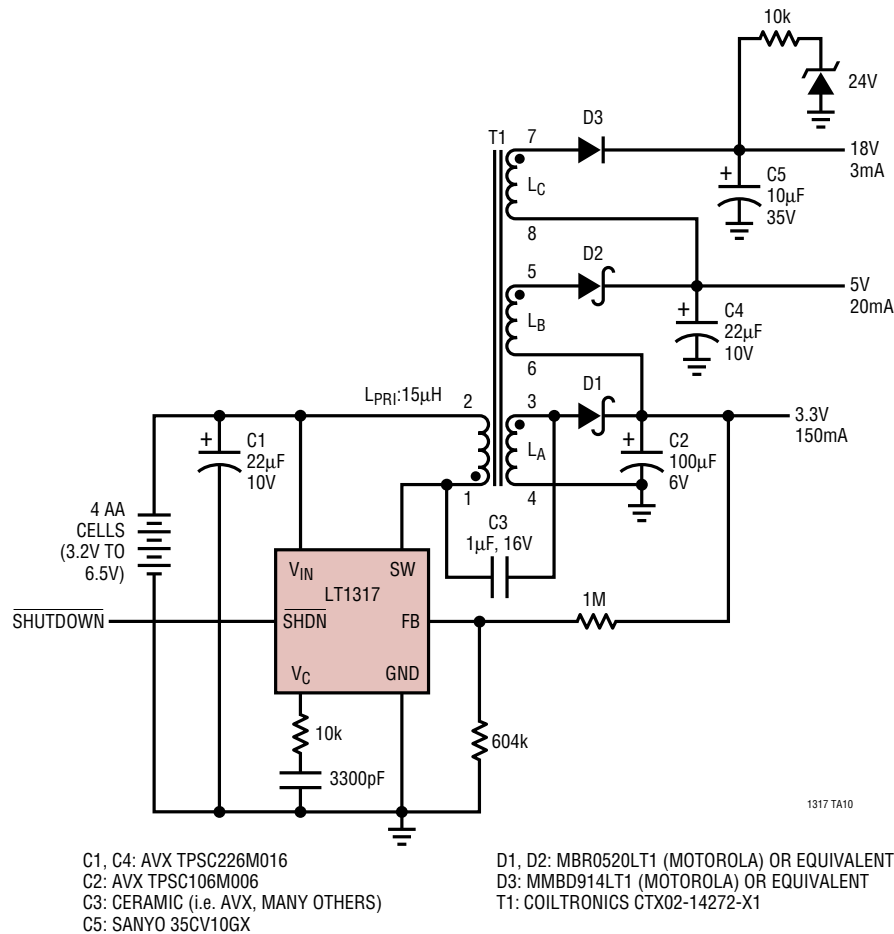 10k
24V
D3
T1
7
18V
3mA
+
C5
10µF
35V
LC
8
D2
5
5V
20mA
+
C4
22µF
10V
LB
6
LPRI:15µH
2
3
D1
3.3V
150mA
+
C1
22µF
10V
LA
+
C2
100µF
6V
1
4
4 AA
CELLS
(3.2V TO
6.5V)
C3
1µF, 16V
VIN
SW
LT1317
1M
SHUTDOWN
SHDN
FB
VC
GND
10k
604k
3300pF
1317 TA10
C1, C4: AVX TPSC226M016
C2: AVX TPSC106M006
C3: CERAMIC (i.e. AVX, MANY OTHERS)
C5: SANYO 35CV10GX
D1, D2: MBR0520LT1 (MOTOROLA) OR EQUIVALENT
D3: MMBD914LT1 (MOTOROLA) OR EQUIVALENT
T1: COILTRONICS CTX02-14272-X1